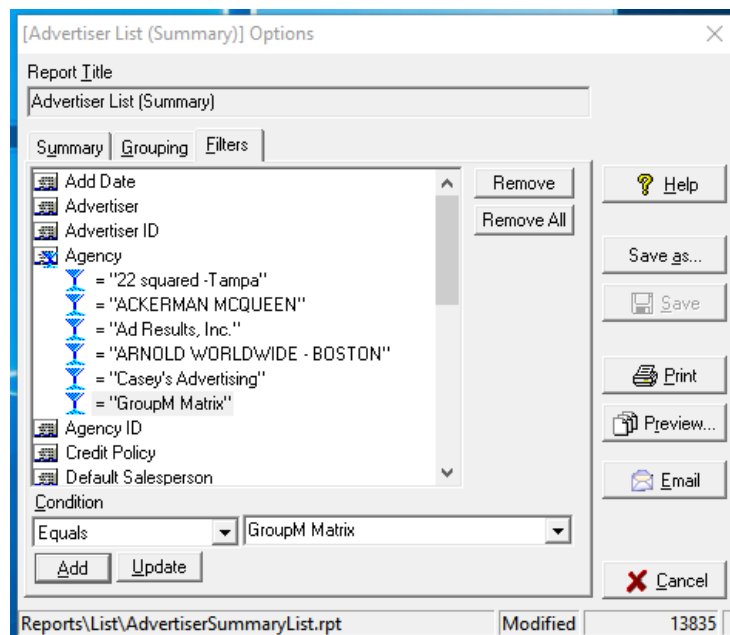 [Advertiser List (Summary)] Options
Report Title
Advertiser List (Summary)
Summary Grouping Filters
Add Date
Advertiser
Advertiser ID
Agency
= "22 squared -Tampa"
= "ACKERMAN MCQUEEN"
= "Ad Results, Inc."
= "ARNOLD WORLDWIDE - BOSTON"
= "Casey's Advertising"
= "GroupM Matrix"
Agency ID
Credit Policy
Default Salesperson
Remove
Remove All
Condition
Equals GroupM Matrix
Add Update
Help
Save as...
Save
Print
Preview...
Email
Cancel
Reports\List\AdvertiserSummaryList.rpt Modified 13835